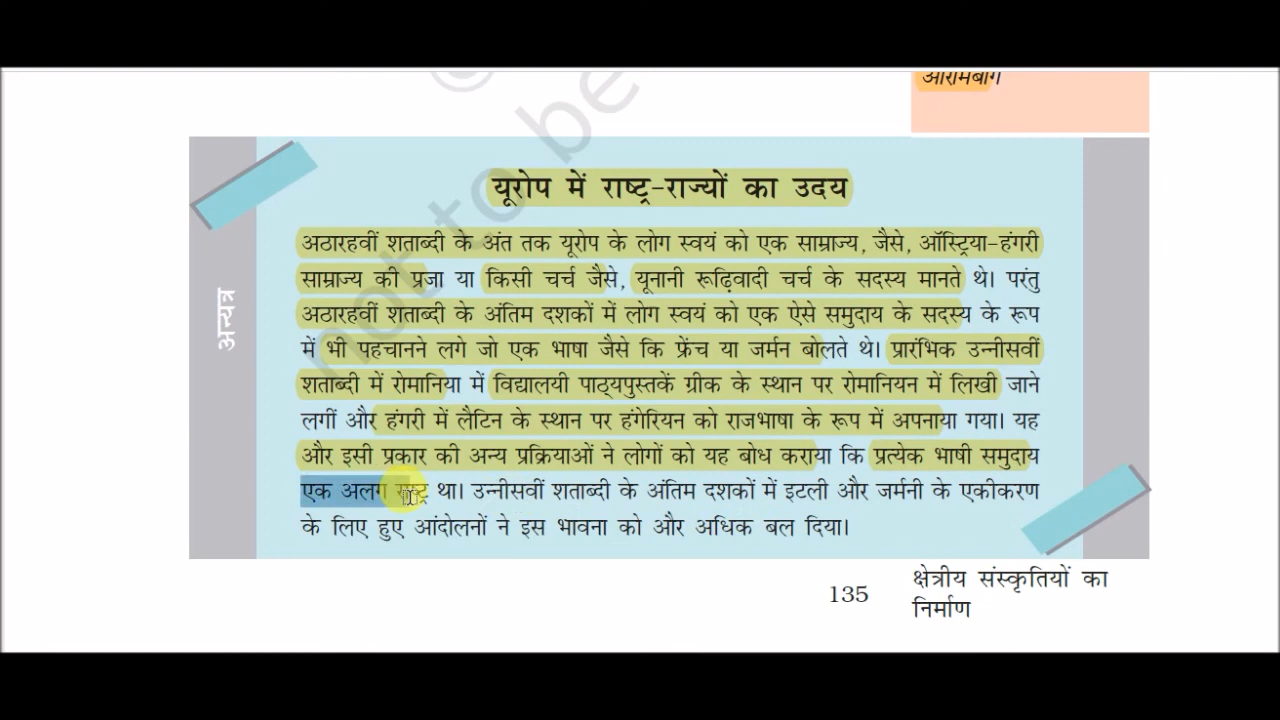 आरामबाग
not to be
यूरोप में राष्ट्र-राज्यों का उदय
अठारहवीं शताब्दी के अंत तक यूरोप के लोग स्वयं को एक साम्राज्य, जैसे, ऑस्ट्रिया-हंगरी
साम्राज्य की प्रजा या किसी चर्च जैसे, यूनानी रूढ़िवादी चर्च के सदस्य मानते थे। परंतु
अठारहवीं शताब्दी के अंतिम दशकों में लोग स्वयं को एक ऐसे समुदाय के सदस्य के रूप
में भी पहचानने लगे जो एक भाषा जैसे कि फ्रेंच या जर्मन बोलते थे। प्रारंभिक उन्नीसवीं
शताब्दी में रोमानिया में विद्यालयी पाठ्यपुस्तकें ग्रीक के स्थान पर रोमानियन में लिखी जाने
लगीं और हंगरी में लैटिन के स्थान पर हंगेरियन को राजभाषा के रूप में अपनाया गया। यह
और इसी प्रकार की अन्य प्रक्रियाओं ने लोगों को यह बोध कराया कि प्रत्येक भाषी समुदाय
एक अलग राष्ट्र था। उन्नीसवीं शताब्दी के अंतिम दशकों में इटली और जर्मनी के एकीकरण
के लिए हुए आंदोलनों ने इस भावना को और अधिक बल दिया।
अन्यत्र
135
क्षेत्रीय संस्कृतियों का
निर्माण